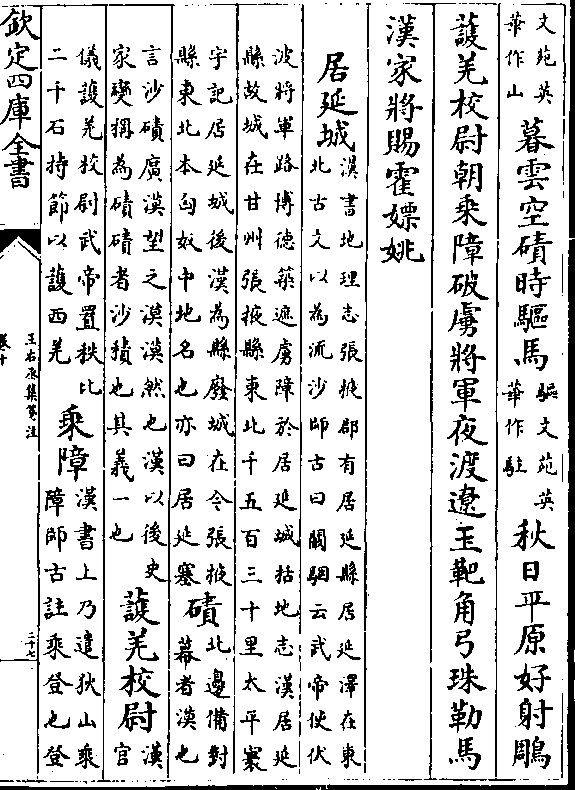 文苑英
華作山
暮雲空磧時驅馬
驅文苑英
華作駐
秋日平原好射鵰
護羌校尉朝乘障破虜將軍夜渡遼玉靶角弓珠勒馬
漢家將賜霍嫖姚
居延城
漢書地理志張掖郡有居延縣居延澤在東
北古文以為流沙師古曰闞駰云武帝使伏
波將軍路博德築遮虜障於居延城括地志漢居延
縣故城在甘州張掖縣東北千五百三十里太平寰
宇記居延城後漢為縣廢城在今張掖
縣東北本匈奴中地名也亦曰居延塞
磧
北邊備對
幕者漠也
言沙磧廣漠望之漠漠然也漢以後史
家變稱為磧磧者沙積也其義一也
護羌校尉
漢
官
儀護羌校尉武帝置秩比
二千石持節以護西羌
乘障
漢書上乃遣狄山乘
障師古註乘登也登
欽定四庫全書
王右丞集箋注
卷十
二十七